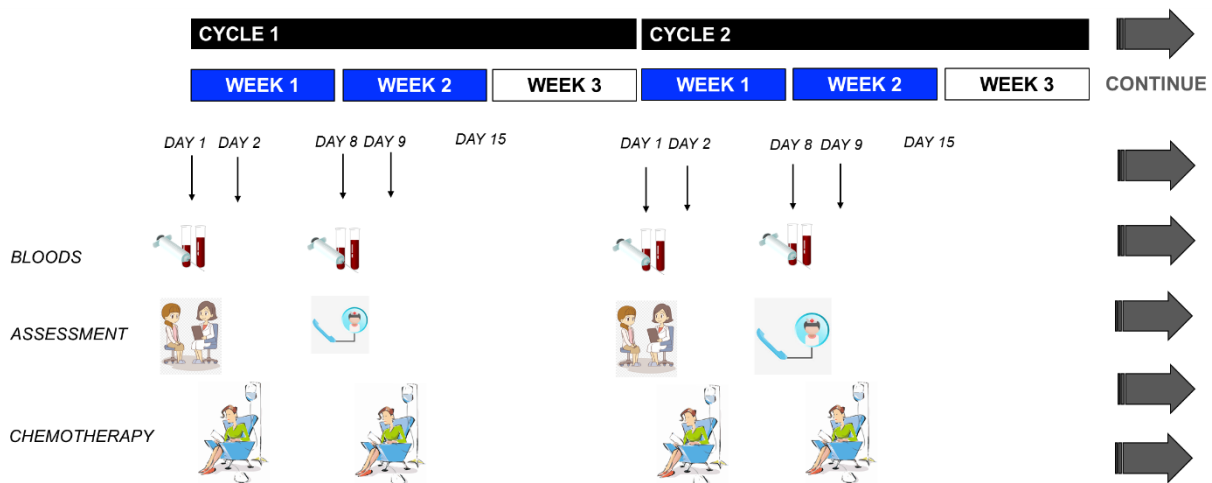 CYCLE 1 CYCLE 2
WEEK 1 WEEK 2 WEEK 3 WEEK 1 WEEK 2 WEEK 3 CONTINUE
DAY 1 DAY 2 DAY 8 DAY 9 DAY 15 DAY 1 DAY 2 DAY 8 DAY 9 DAY 15
BLOODS
ASSESSMENT
CHEMOTHERAPY